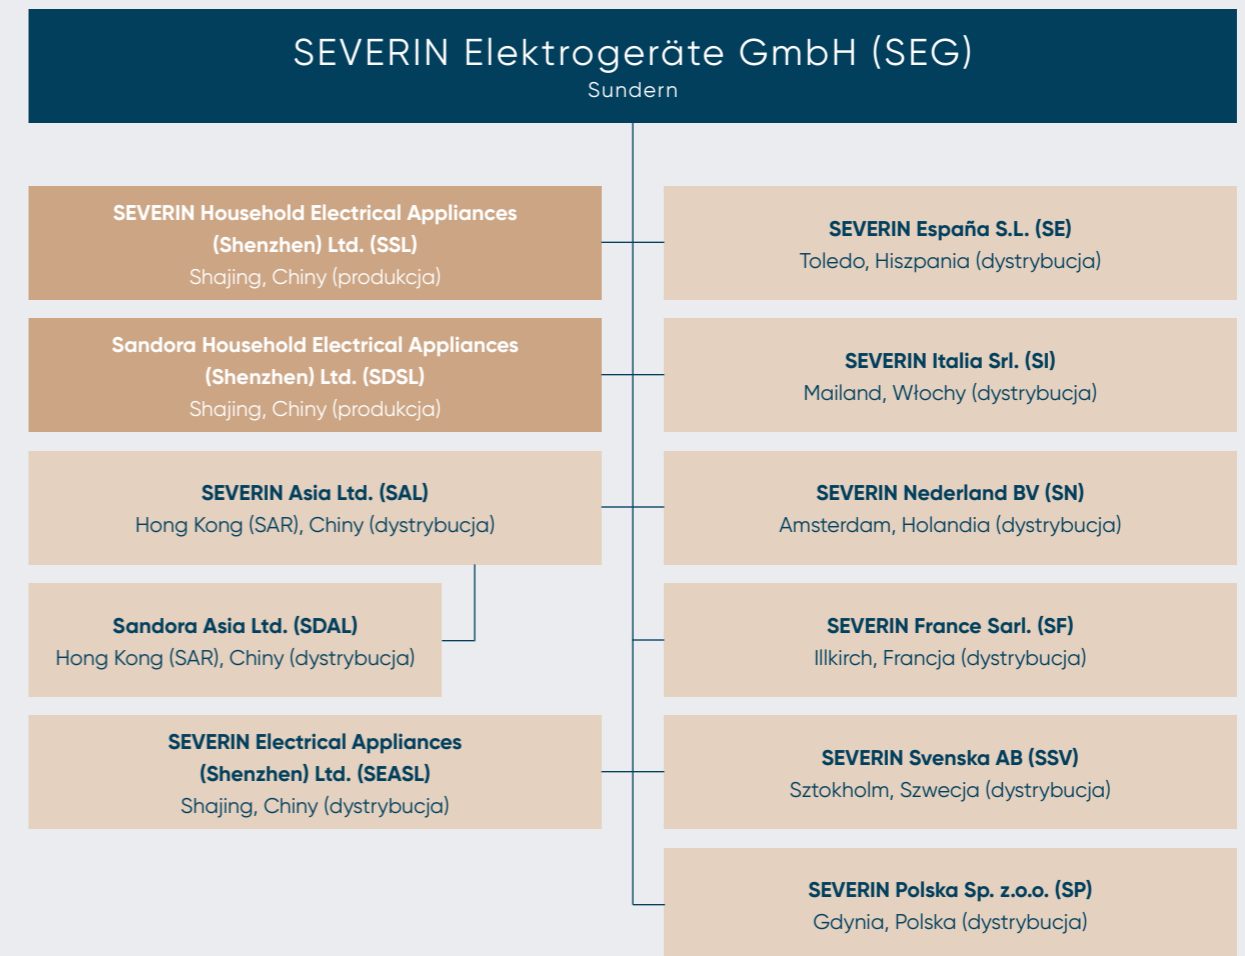 SEVERIN Elektrogeräte GmbH (SEG)
Sundern
SEVERIN Household Electrical Appliances
(Shenzhen) Ltd. (SSL)
Shajing, Chiny (produkcja)
Sandora Household Electrical Appliances
(Shenzhen) Ltd. (SDSL)
Shajing, Chiny (produkcja)
SEVERIN Asia Ltd. (SAL)
Hong Kong (SAR), Chiny (dystrybucja)
Sandora Asia Ltd. (SDAL)
Hong Kong (SAR), Chiny (dystrybucja)
SEVERIN Electrical Appliances
(Shenzhen) Ltd. (SEASL)
Shajing, Chiny (dystrybucja)
SEVERIN España S.L. (SE)
Toledo, Hiszpania (dystrybucja)
SEVERIN Italia Srl. (SI)
Mailand, Włochy (dystrybucja)
SEVERIN Nederland BV (SN)
Amsterdam, Holandia (dystrybucja)
SEVERIN France Sarl. (SF)
Illkirch, Francja (dystrybucja)
SEVERIN Svenska AB (SSV)
Sztokholm, Szwecja (dystrybucja)
SEVERIN Polska Sp. z.o.o. (SP)
Gdynia, Polska (dystrybucja)